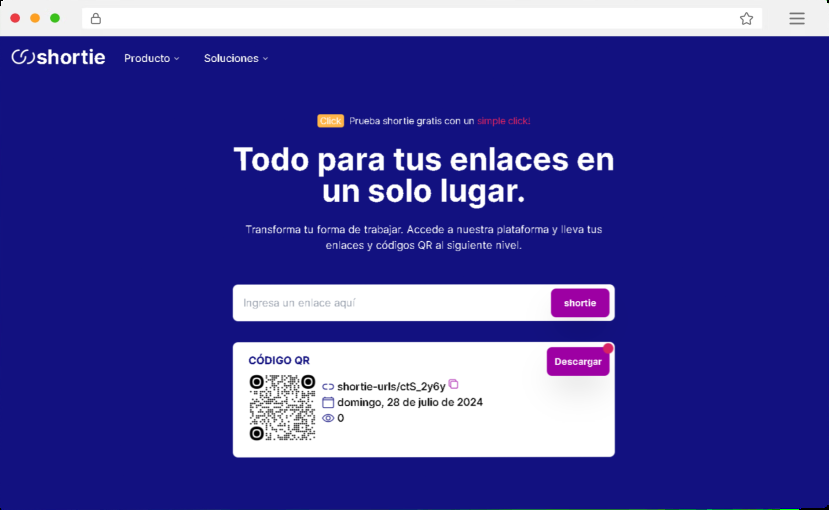 shortie
Producto
Soluciones
Click Prueba shortie gratis con un simple click:
Todo para tus enlaces en
un solo lugar.
Transforma tu forma de trabajar. Accede a nuestra plataforma y lleva tus
enlaces y códigos QR al siguiente nivel.
Ingresa un enlace aquí
shortie
CÓDIGO QR
Descargar
shortie-urls/ctS_2y6y
domingo, 28 de julio de 2024
0